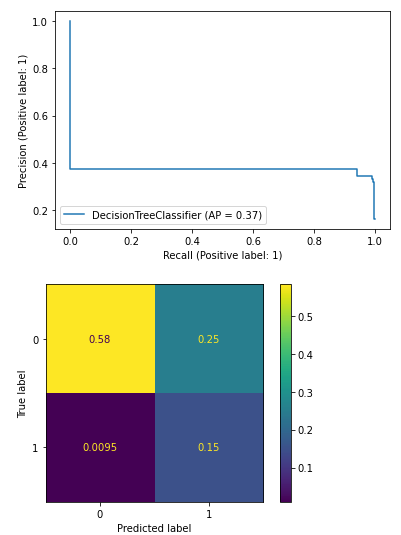 1.0
0.8
0.6
0.4
0.2
Precision (Positive label: 1)
DecisionTreeClassifier (AP = 0.37)
0.0 0.2 0.4 0.6 0.8 1.0
Recall (Positive label: 1)
0
1
True label
0.58 0.25
0.0095 0.15
0 1
Predicted label
0.5
0.4
0.3
0.2
0.1